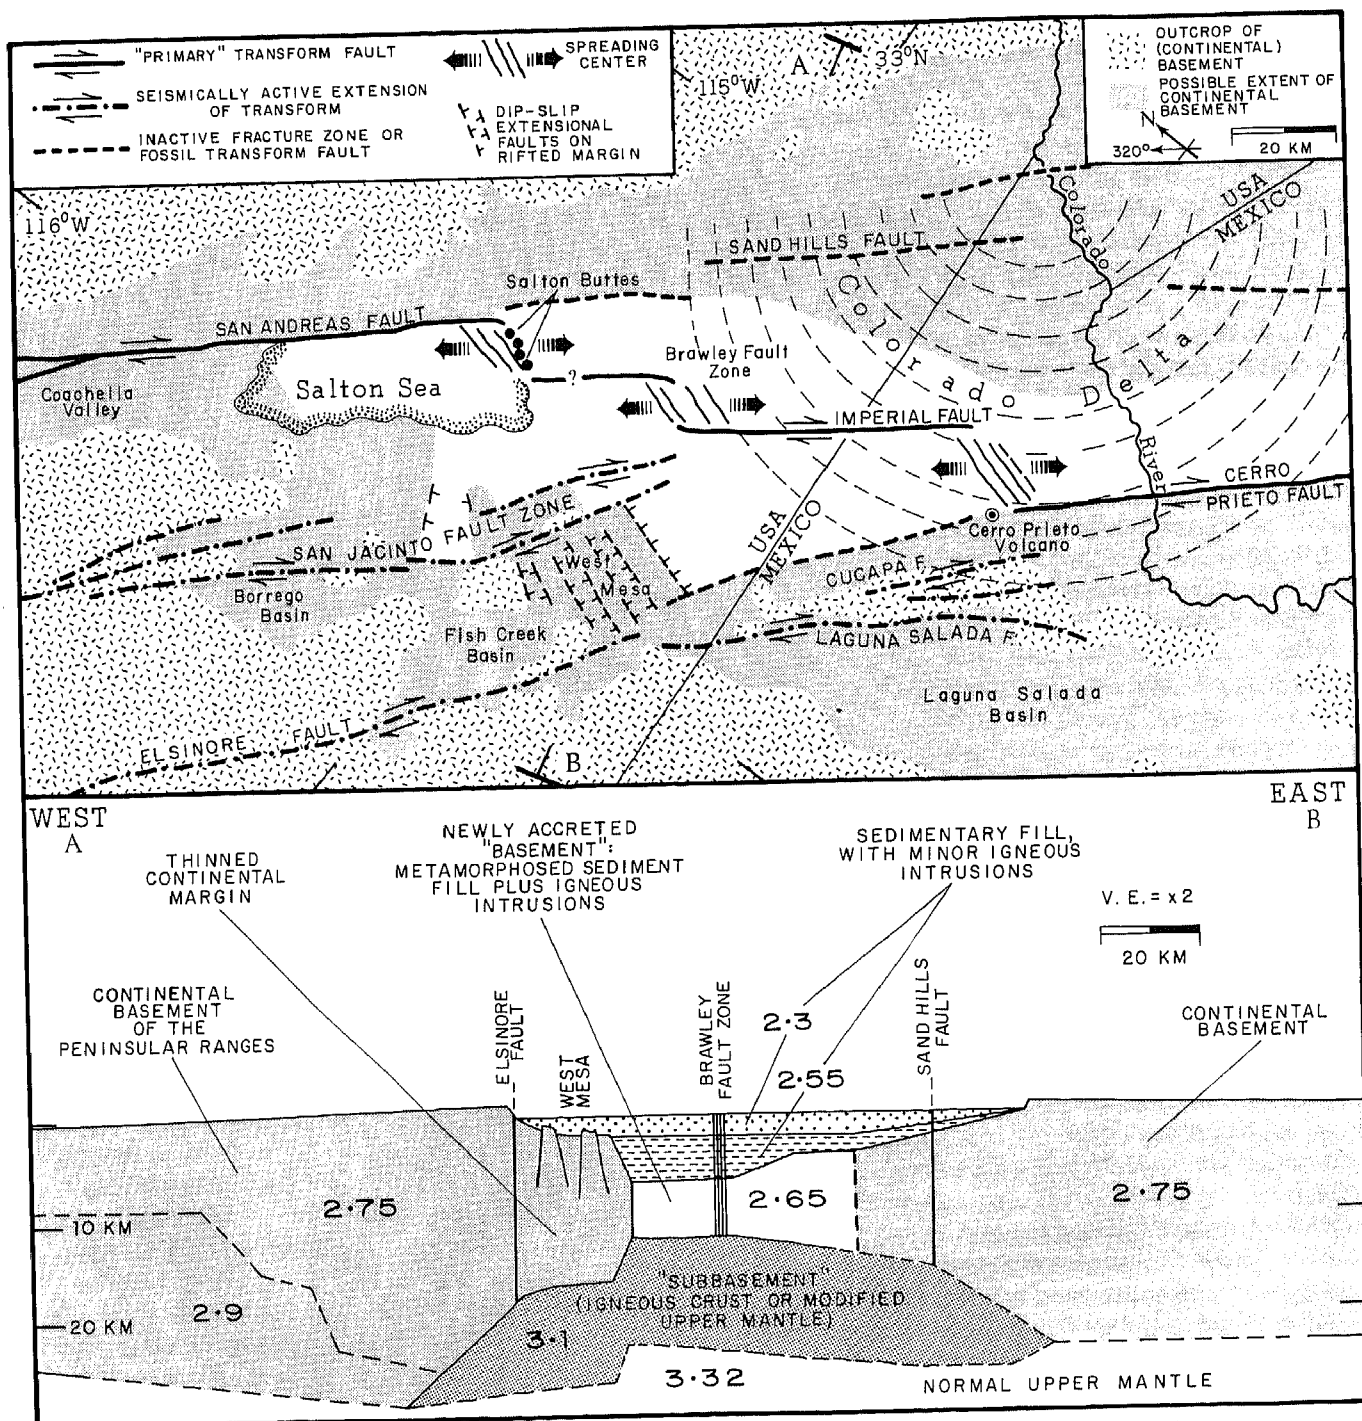 "PRIMARY" TRANSFORM FAULT
SEISMICALLY ACTIVE EXTENSION
OF TRANSFORM
INACTIVE FRACTURE ZONE OR
FOSSIL TRANSFORM FAULT
SPREADING
CENTER
DIP-SLIP
EXTENSIONAL
FAULTS ON
RIFTED MARGIN
A
33°N
115°W
OUTCROP OF
(CONTINENTAL)
BASEMENT
POSSIBLE EXTENT OF
CONTINENTAL
BASEMENT
N
320°
20 KM
116°W
USA
MEXICO
Colorado
River
SAND HILLS FAULT
Salton Buttes
SAN ANDREAS FAULT
Colorado
Delta
Brawley Fault
Zone
Salton Sea
?
Coachella
Valley
IMPERIAL FAULT
CERRO
PRIETO FAULT
SAN JACINTO FAULT ZONE
USA
MEXICO
Cerro Prieto
Volcano
West
Mesa
CUCAPA F.
Borrego
Basin
Fish Creek
Basin
LAGUNA SALADA F.
Laguna Salada
Basin
ELSINORE FAULT
B
WEST
A
EAST
B
THINNED
CONTINENTAL
MARGIN
NEWLY ACCRETED
"BASEMENT":
METAMORPHOSED SEDIMENT
FILL PLUS IGNEOUS
INTRUSIONS
SEDIMENTARY FILL,
WITH MINOR IGNEOUS
INTRUSIONS
V. E. = x 2
20 KM
CONTINENTAL
BASEMENT
OF THE
PENINSULAR RANGES
ELSINORE
FAULT
WEST
MESA
BRAWLEY
FAULT ZONE
2·3
2·55
SAND HILLS
FAULT
CONTINENTAL
BASEMENT
2·75
2·65
2·75
10 KM
20 KM
2·9
3·1
"SUBBASEMENT"
(IGNEOUS CRUST OR MODIFIED
UPPER MANTLE)
3·32
NORMAL UPPER MANTLE